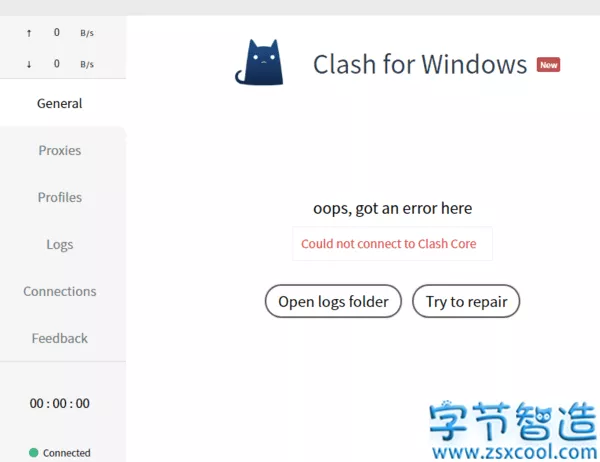 ↑ 0 B/s
↓ 0 B/s
General
Proxies
Profiles
Logs
Connections
Feedback
00 : 00 : 00
Connected
Clash for Windows New
oops, got an error here
Could not connect to Clash Core
Open logs folder Try to repair
字节智造
www.zsxcool.com